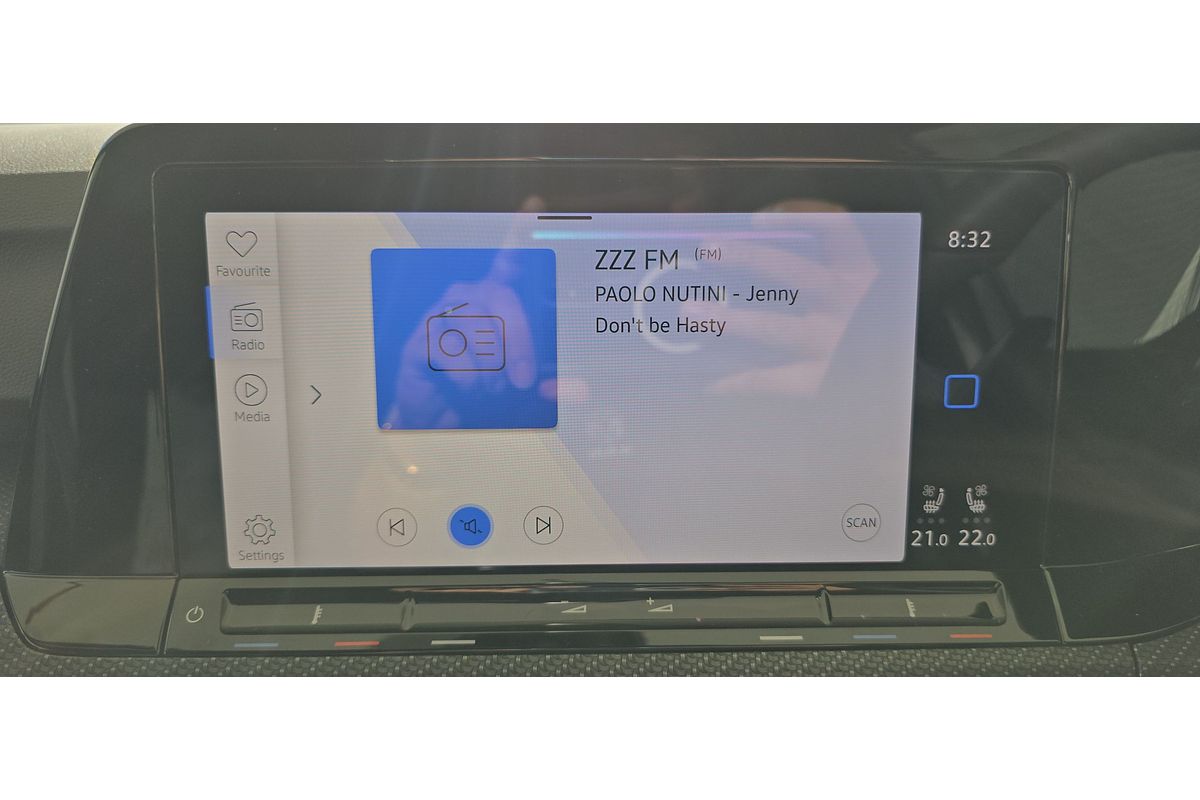 Favourite
Radio
Media
Settings
ZZZ FM (FM)
PAOLO NUTINI - Jenny
Don't be Hasty
SCAN
8:32
21.0 22.0